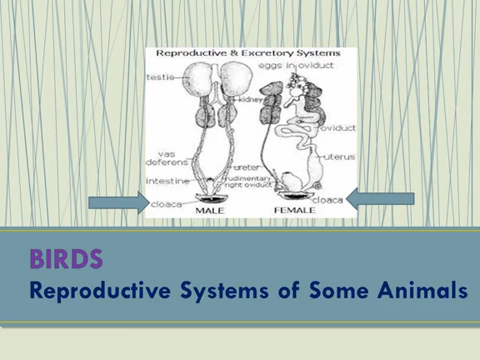 Reproductive & Excretory Systems
eggs in oviduct
testis
kidney
oviduct
vas
deferens
uterus
ureter
intestine
rudimentary
right oviduct
cloaca
cloaca
MALE
FEMALE
BIRDS
Reproductive Systems of Some Animals